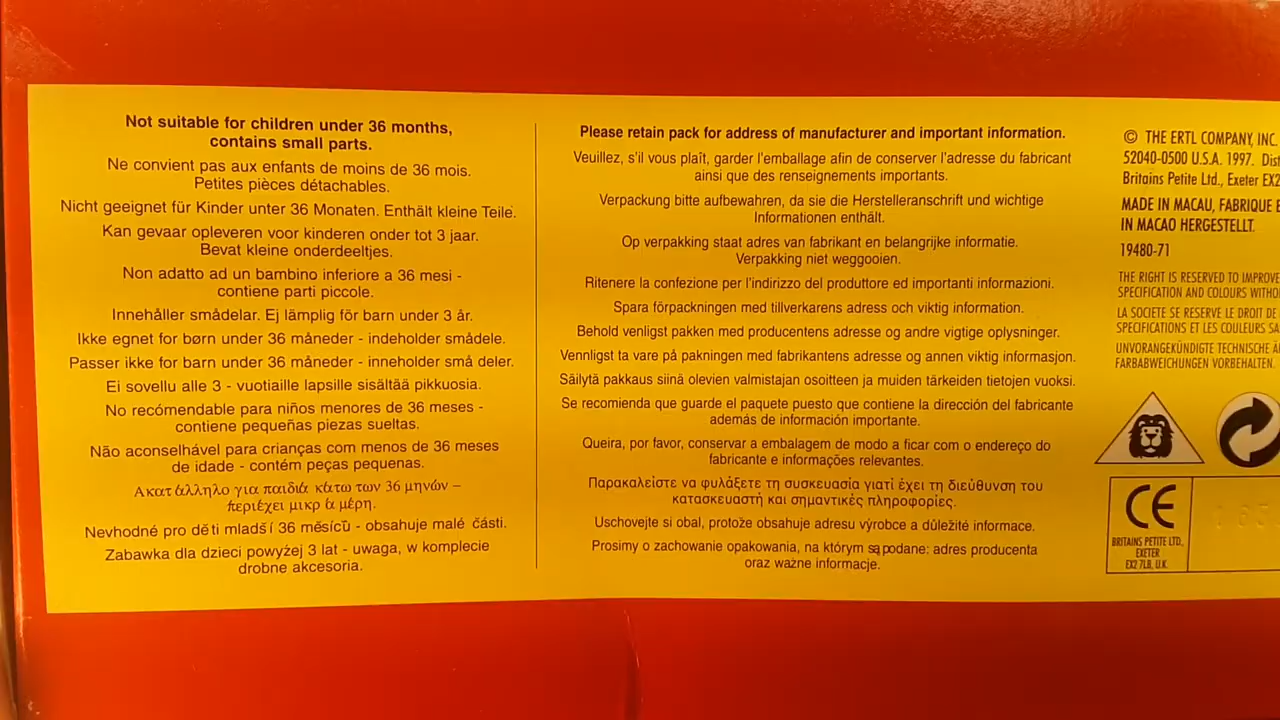 Not suitable for children under 36 months,
contains small parts.
Ne convient pas aux enfants de moins de 36 mois.
Petites pièces détachables.
Nicht geeignet für Kinder unter 36 Monaten. Enthält kleine Teile.
Kan gevaar opleveren voor kinderen onder tot 3 jaar.
Bevat kleine onderdeeltjes.
Non adatto ad un bambino inferiore a 36 mesi -
contiene parti piccole.
Innehåller smådelar. Ej lämplig för barn under 3 år.
Ikke egnet for børn under 36 måneder - indeholder smådele.
Passer ikke for barn under 36 måneder - inneholder små deler.
Ei sovellu alle 3 - vuotiaille lapsille sisältää pikkuosia.
No recómendable para niños menores de 36 meses -
contiene pequeñas piezas sueltas.
Não aconselhável para crianças com menos de 36 meses
de idade - contém peças pequenas.
Ακατάλληλο για παιδιά κάτω των 36 μηνών –
περιέχει μικρά μέρη.
Nevhodné pro děti mladší 36 měsíců - obsahuje malé části.
Zabawka dla dzieci powyżej 3 lat - uwaga, w komplecie
drobne akcesoria.
Please retain pack for address of manufacturer and important information.
Veuillez, s'il vous plaît, garder l'emballage afin de conserver l'adresse du fabricant
ainsi que des renseignements importants.
Verpackung bitte aufbewahren, da sie die Herstelleranschrift und wichtige
Informationen enthält.
Op verpakking staat adres van fabrikant en belangrijke informatie.
Verpakking niet weggooien.
Ritenere la confezione per l'indirizzo del produttore ed importanti informazioni.
Spara förpackningen med tillverkarens adress och viktig information.
Behold venligst pakken med producentens adresse og andre vigtige oplysninger.
Vennligst ta vare på pakningen med fabrikantens adresse og annen viktig informasjon.
Säilytä pakkaus siinä olevien valmistajan osoitteen ja muiden tärkeiden tietojen vuoksi.
Se recomienda que guarde el paquete puesto que contiene la dirección del fabricante
además de información importante.
Queira, por favor, conservar a embalagem de modo a ficar com o endereço do
fabricante e informações relevantes.
Παρακαλείστε να φυλάξετε τη συσκευασία γιατί έχει τη διεύθυνση του
κατασκευαστή και σημαντικές πληροφορίες.
Uschovejte si obal, protože obsahuje adresu výrobce a důležité informace.
Prosimy o zachowanie opakowania, na którym są podane: adres producenta
oraz ważne informacje.
© THE ERTL COMPANY, INC.
52040-0500 U.S.A. 1997. Dist
Britains Petite Ltd., Exeter EX2
MADE IN MACAU, FABRIQUE E
IN MACAO HERGESTELLT.
19480-71
THE RIGHT IS RESERVED TO IMPROVE
SPECIFICATION AND COLOURS WITHO
LA SOCIETE SE RESERVE LE DROIT DE
SPECIFICATIONS ET LES COULEURS SA
UNVORANGEKÜNDIGTE TECHNISCHE Ä
FARBABWEICHUNGEN VORBEHALTEN.
CE
BRITAINS PETITE LTD.,
EXETER
EX2 7LB, U.K.